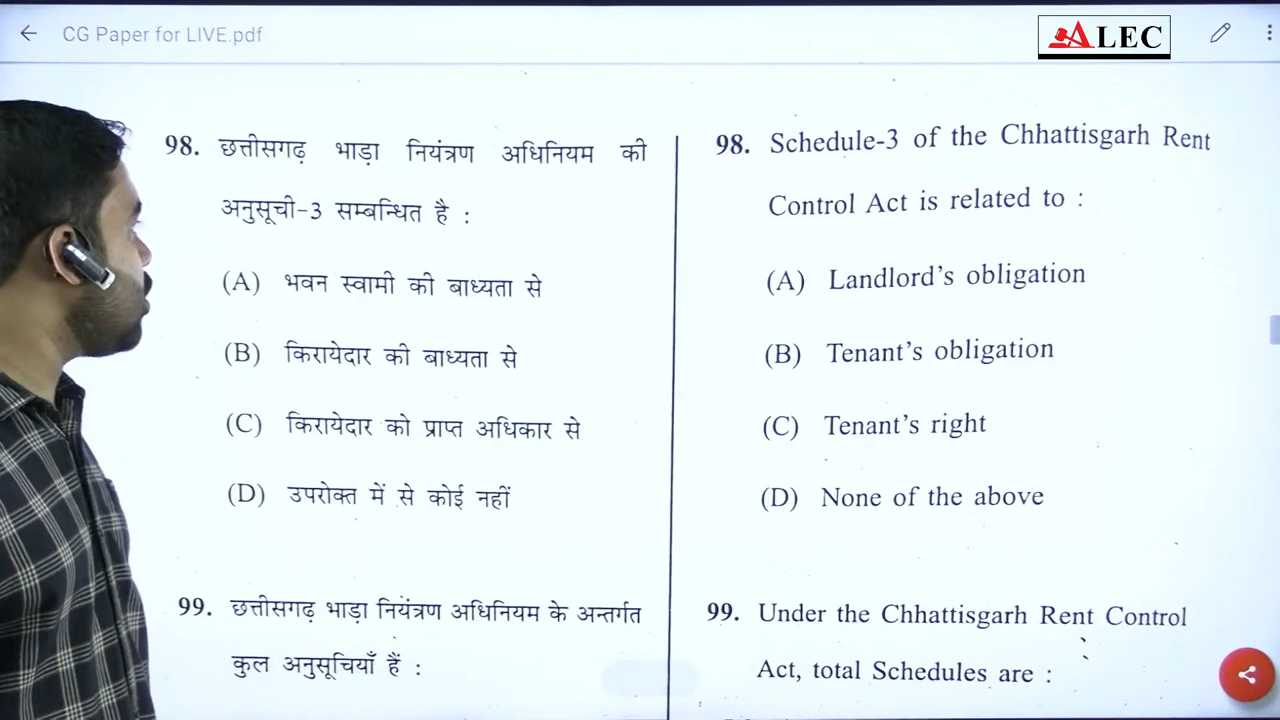 CG Paper for LIVE.pdf
ALEC
98. छत्तीसगढ़ भाड़ा नियंत्रण अधिनियम की
अनुसूची-3 सम्बन्धित है :
(A) भवन स्वामी की बाध्यता से
(B) किरायेदार की बाध्यता से
(C) किरायेदार को प्राप्त अधिकार से
(D) उपरोक्त में से कोई नहीं
99. छत्तीसगढ़ भाड़ा नियंत्रण अधिनियम के अन्तर्गत
कुल अनुसूचियाँ हैं :
98. Schedule-3 of the Chhattisgarh Rent
Control Act is related to :
(A) Landlord's obligation
(B) Tenant's obligation
(C) Tenant's right
(D) None of the above
99. Under the Chhattisgarh Rent Control
Act, total Schedules are :